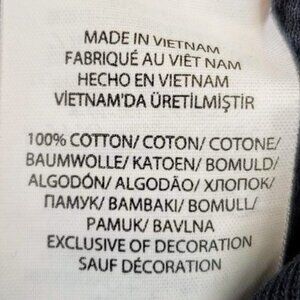 MADE IN VIETNAM
FABRIQUÉ AU VIÊT NAM
HECHO EN VIETNAM
VİETNAM'DA ÜRETİLMİŞTİR
100% COTTON/ COTON/ COTONE/
BAUMWOLLE/ KATOEN/ BOMULD/
ALGODÓN/ ALGODÃO/ ХЛОПОК/
ПАМУК/ BAMBAKI/ BOMULL/
PAMUK/ BAVLNA
EXCLUSIVE OF DECORATION
SAUF DÉCORATION